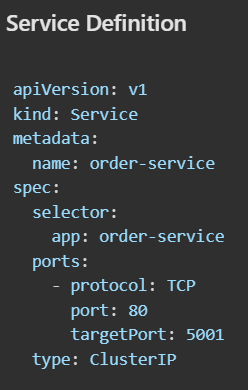 Service Definition
apiVersion: v1
kind: Service
metadata:
  name: order-service
spec:
  selector:
    app: order-service
  ports:
    - protocol: TCP
      port: 80
      targetPort: 5001
  type: ClusterIP